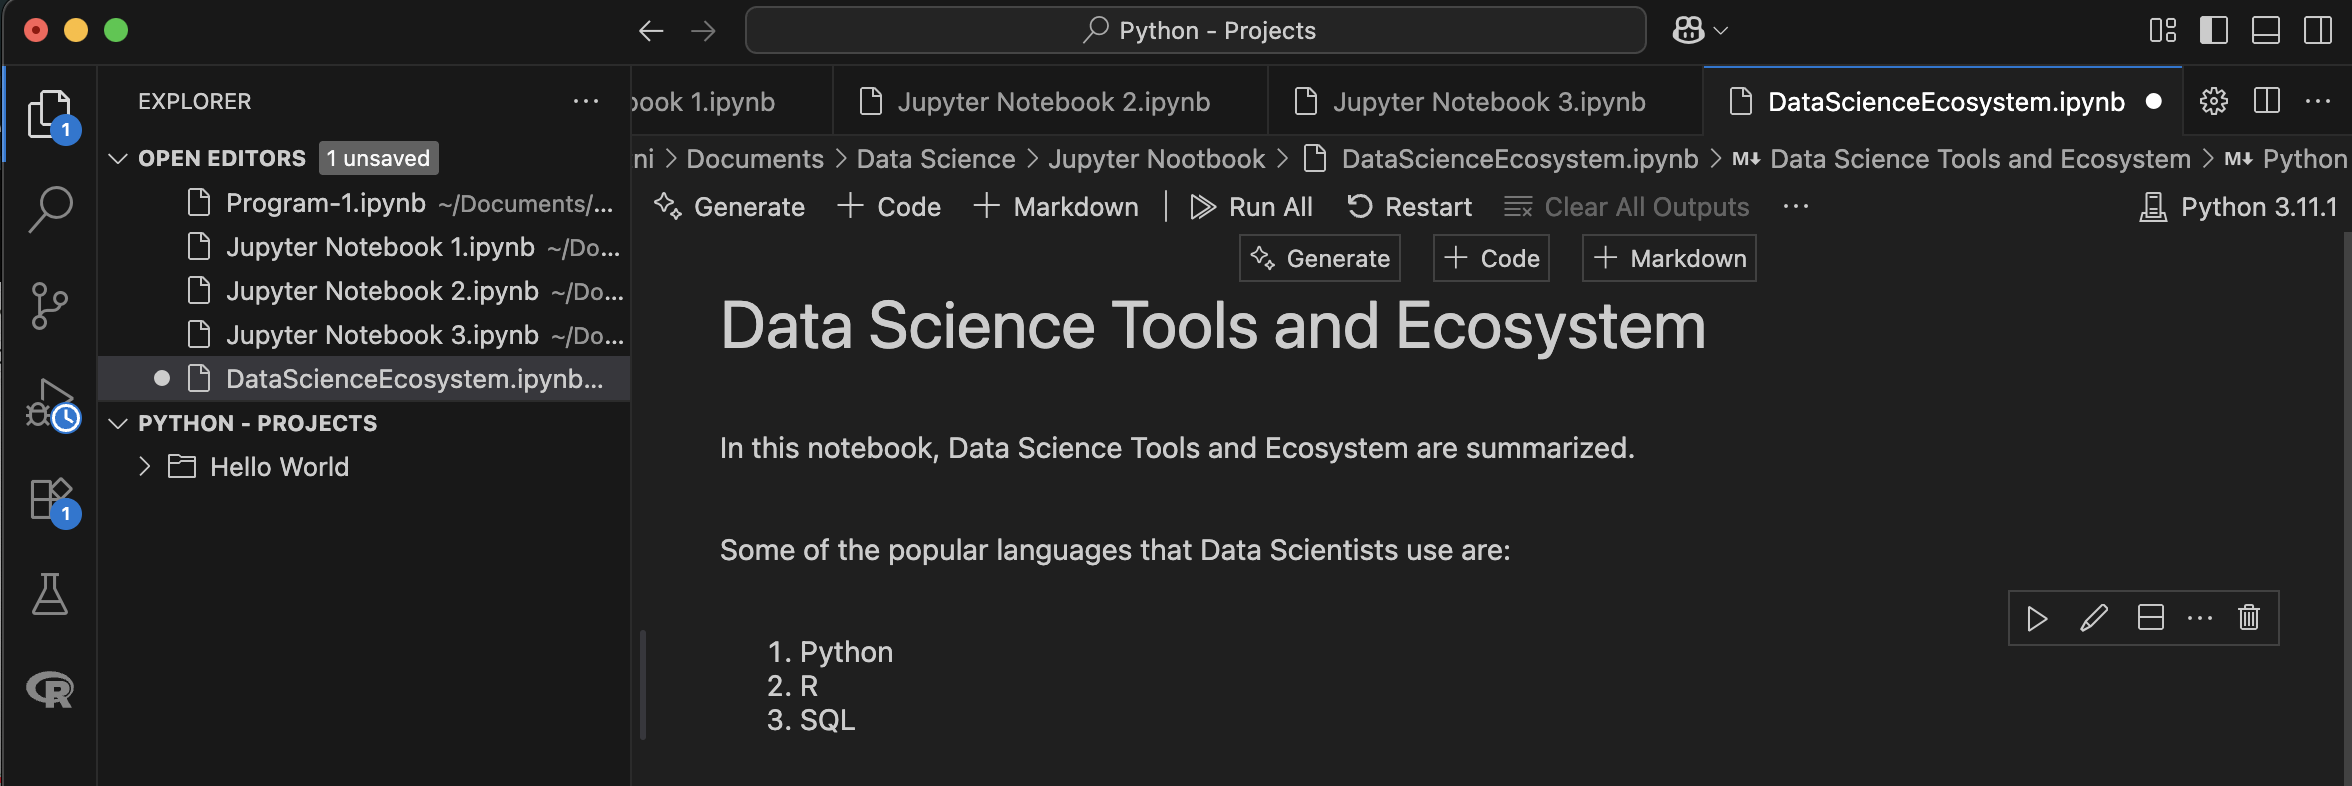 Python - Projects
EXPLORER
OPEN EDITORS 1 unsaved
Program-1.ipynb ~/Documents/...
Jupyter Notebook 1.ipynb ~/Do...
Jupyter Notebook 2.ipynb ~/Do...
Jupyter Notebook 3.ipynb ~/Do...
DataScienceEcosystem.ipynb...
PYTHON - PROJECTS
Hello World
1
1
R
ook 1.ipynb Jupyter Notebook 2.ipynb Jupyter Notebook 3.ipynb DataScienceEcosystem.ipynb
ni > Documents > Data Science > Jupyter Nootbook > DataScienceEcosystem.ipynb > M↓ Data Science Tools and Ecosystem > M↓ Python
Generate + Code + Markdown | Run All Restart Clear All Outputs ... Python 3.11.1
Generate + Code + Markdown
Data Science Tools and Ecosystem
In this notebook, Data Science Tools and Ecosystem are summarized.
Some of the popular languages that Data Scientists use are:
1. Python
2. R
3. SQL